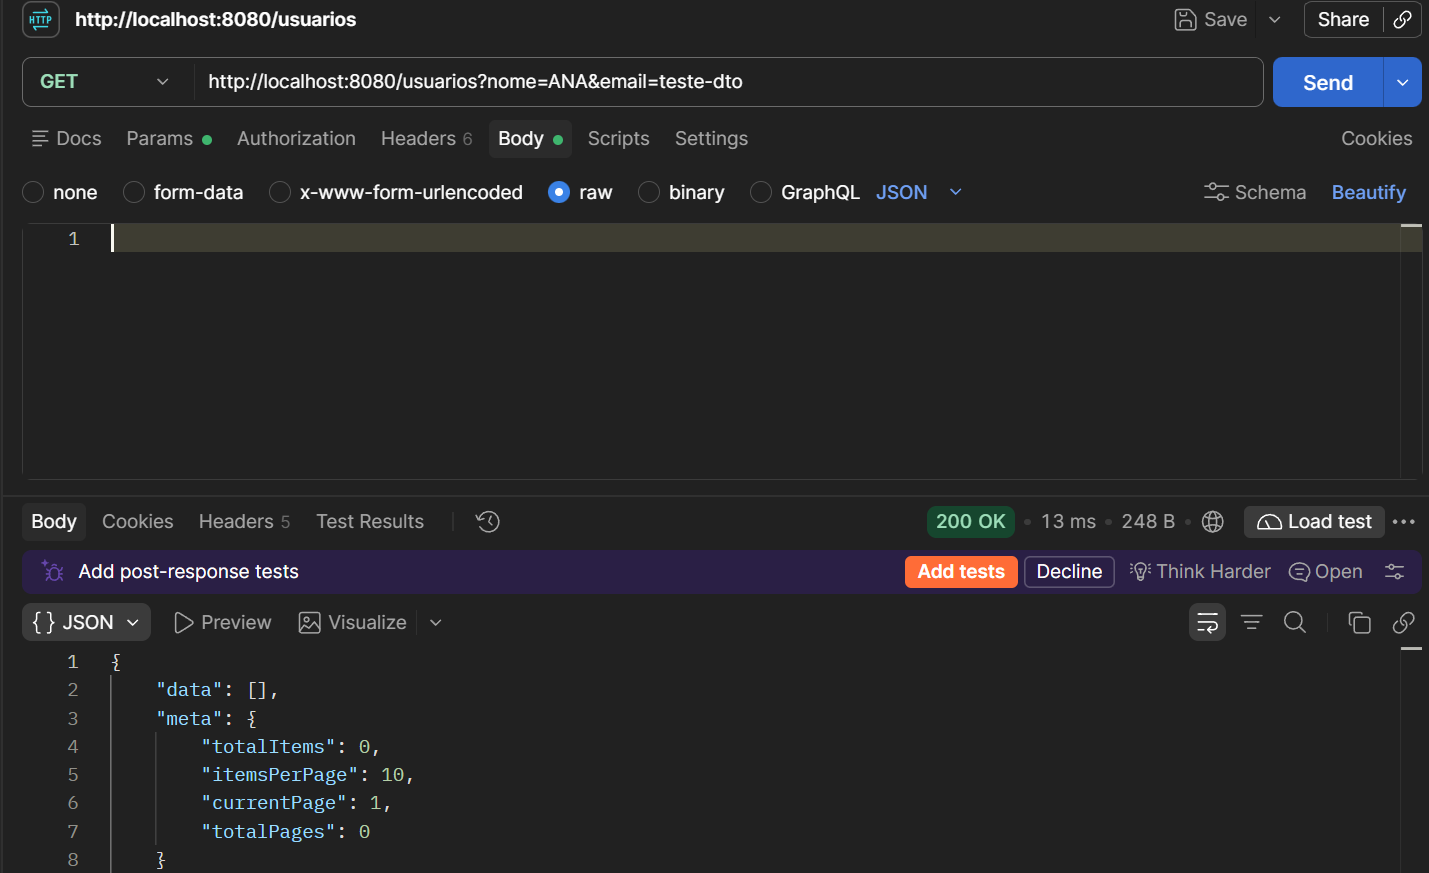 HTTP http://localhost:8080/usuarios Save Share
GET http://localhost:8080/usuarios?nome=ANA&email=teste-dto Send
Docs Params Authorization Headers 6 Body Scripts Settings Cookies
none form-data x-www-form-urlencoded raw binary GraphQL JSON Schema Beautify
1
Body Cookies Headers 5 Test Results 200 OK 13 ms 248 B Load test
Add post-response tests Add tests Decline Think Harder Open
{} JSON Preview Visualize
1 {
2 "data": [],
3 "meta": {
4 "totalItems": 0,
5 "itemsPerPage": 10,
6 "currentPage": 1,
7 "totalPages": 0
8 }